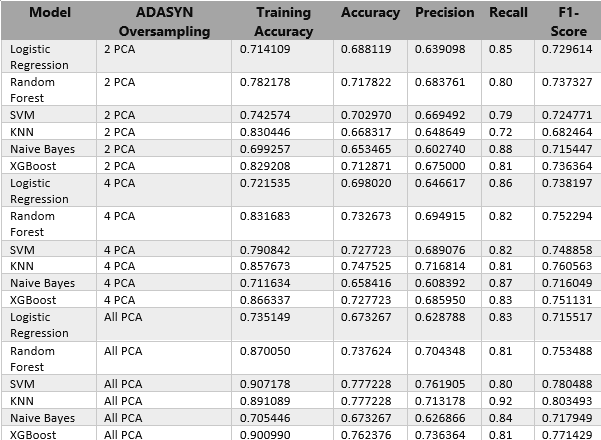 Model ADASYN Oversampling Training Accuracy Accuracy Precision Recall F1-Score
Logistic Regression 2 PCA 0.714109 0.688119 0.639098 0.85 0.729614
Random Forest 2 PCA 0.782178 0.717822 0.683761 0.80 0.737327
SVM 2 PCA 0.742574 0.702970 0.669492 0.79 0.724771
KNN 2 PCA 0.830446 0.668317 0.648649 0.72 0.682464
Naive Bayes 2 PCA 0.699257 0.653465 0.602740 0.88 0.715447
XGBoost 2 PCA 0.829208 0.712871 0.675000 0.81 0.736364
Logistic Regression 4 PCA 0.721535 0.698020 0.646617 0.86 0.738197
Random Forest 4 PCA 0.831683 0.732673 0.694915 0.82 0.752294
SVM 4 PCA 0.790842 0.727723 0.689076 0.82 0.748858
KNN 4 PCA 0.857673 0.747525 0.716814 0.81 0.760563
Naive Bayes 4 PCA 0.711634 0.658416 0.608392 0.87 0.716049
XGBoost 4 PCA 0.866337 0.727723 0.685950 0.83 0.751131
Logistic Regression All PCA 0.735149 0.673267 0.628788 0.83 0.715517
Random Forest All PCA 0.870050 0.737624 0.704348 0.81 0.753488
SVM All PCA 0.907178 0.777228 0.761905 0.80 0.780488
KNN All PCA 0.891089 0.777228 0.713178 0.92 0.803493
Naive Bayes All PCA 0.705446 0.673267 0.626866 0.84 0.717949
XGBoost All PCA 0.900990 0.762376 0.736364 0.81 0.771429